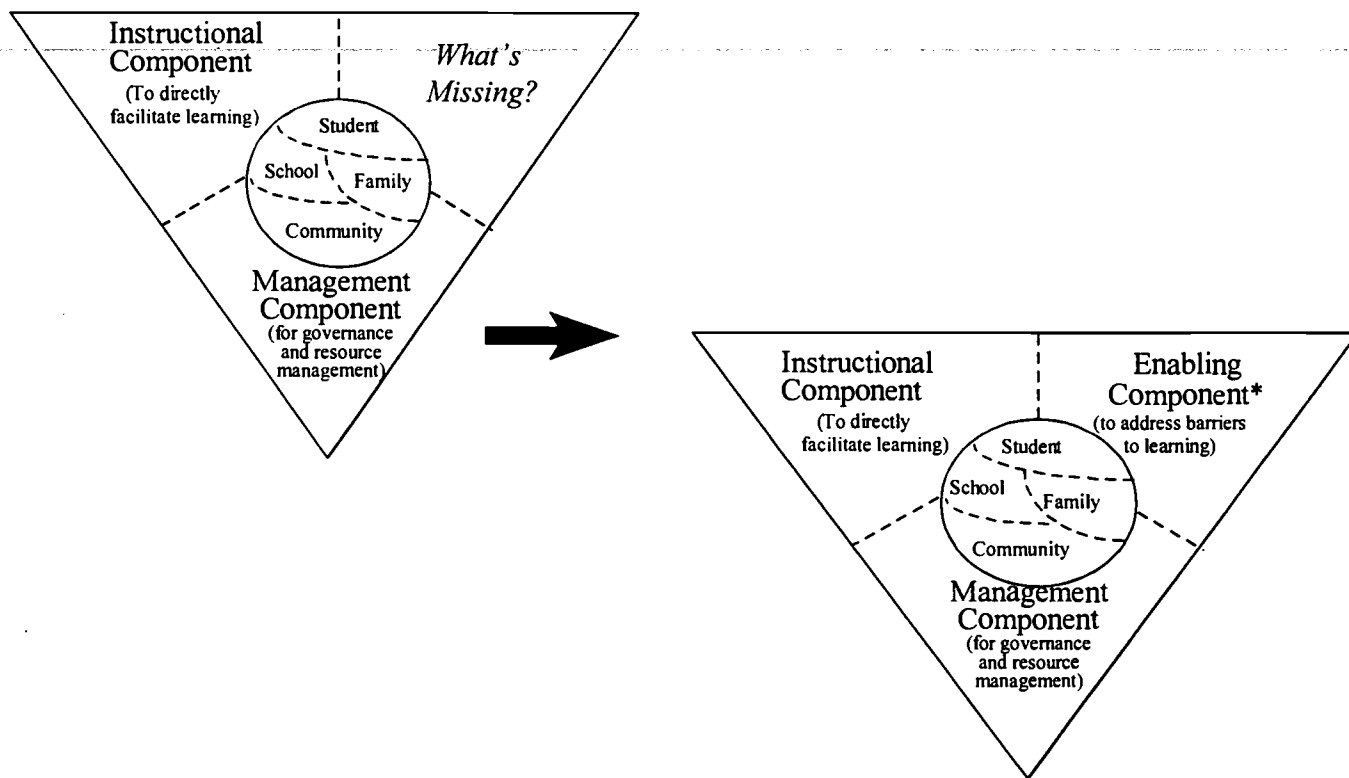 Instructional
Component
(To directly
facilitate learning)
What's
Missing?
Student
School
Family
Community
Management
Component
(for governance
and resource
management)
Instructional
Component
(To directly
facilitate learning)
Enabling
Component*
(to address barriers
to learning)
Student
School
Family
Community
Management
Component
(for governance
and resource
management)